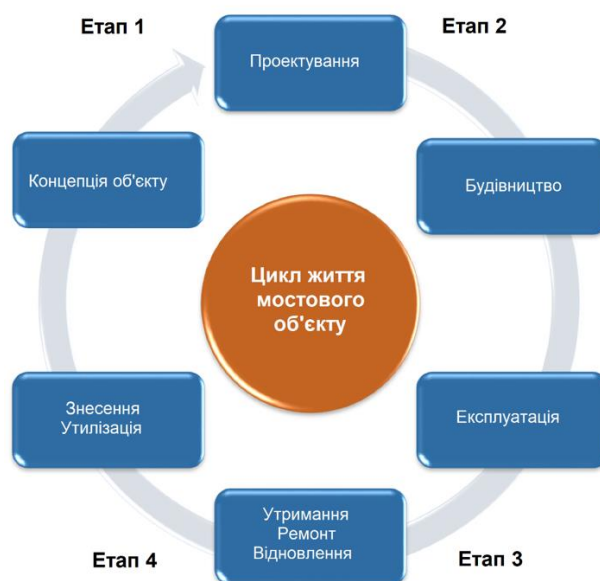 Етап 1
Етап 2
Проектування
Концепція об'єкту
Будівництво
Цикл життя
мостового
об'єкту
Знесення
Утилізація
Експлуатація
Утримання
Ремонт
Відновлення
Етап 4
Етап 3